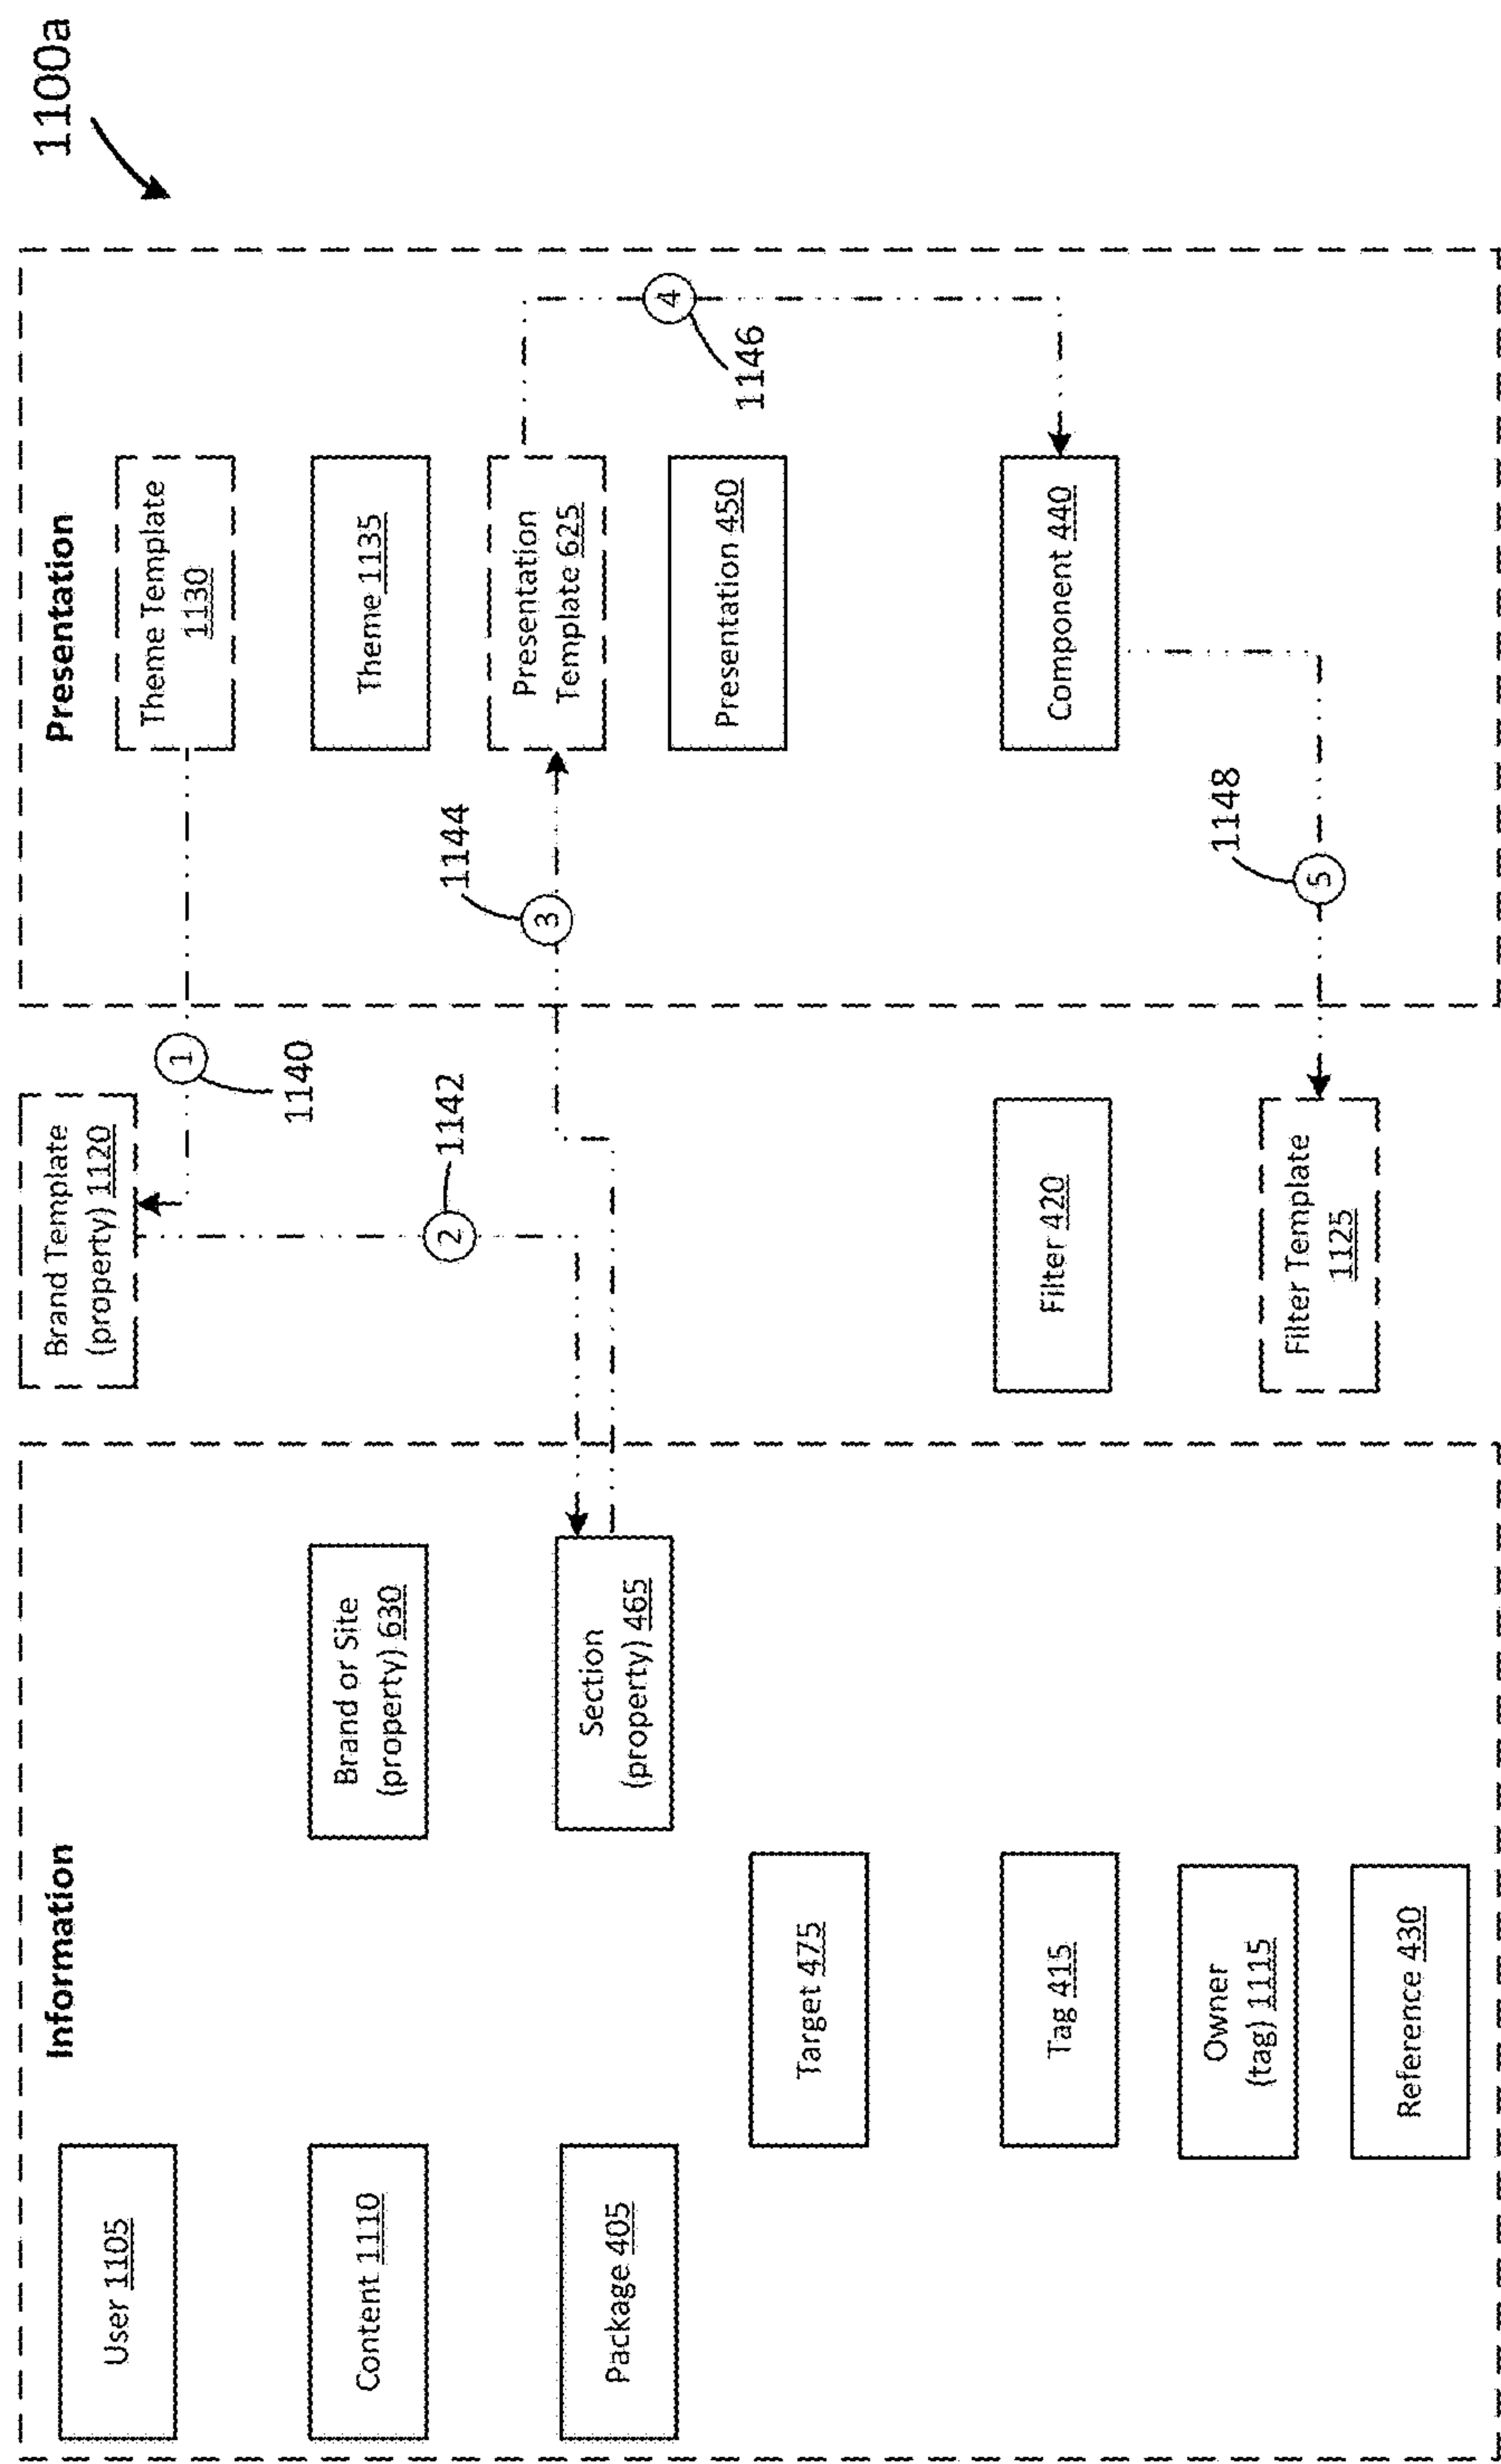 1100a
Information
Presentation
User 1105
Content 1110
Package 405
Brand or Site
(property) 630
Section
(property) 465
Target 475
Tag 415
Owner
(tag) 1115
Reference 430
Brand Template
(property) 1120
1
1140
2
1142
3
1144
Filter 420
Filter Template
1125
Theme Template
1130
Theme 1135
Presentation
Template 625
Presentation 450
4
1146
Component 440
5
1148